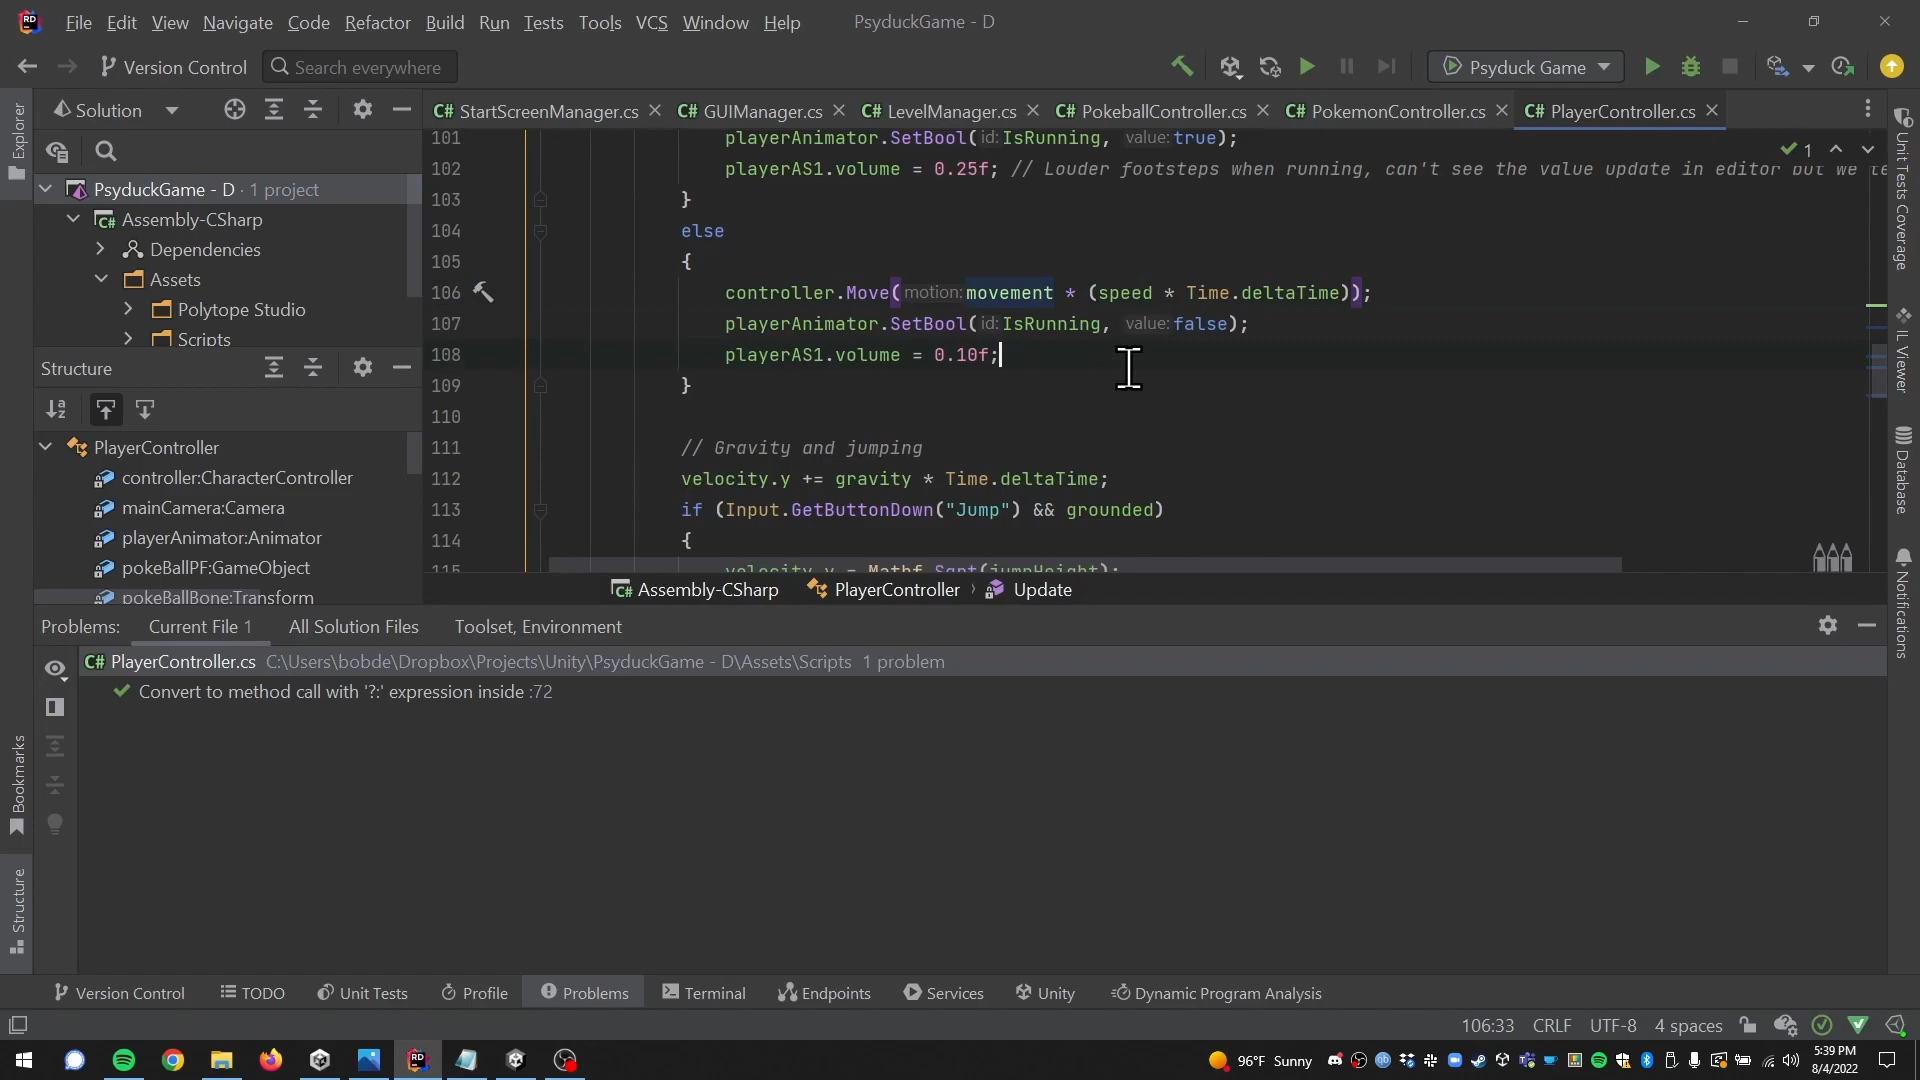 File Edit View Navigate Code Refactor Build Run Tests Tools VCS Window Help PsyduckGame - D
Version Control Search everywhere Psyduck Game
Explorer
Solution
PsyduckGame - D · 1 project
Assembly-CSharp
Dependencies
Assets
Polytope Studio
Scripts
Structure
PlayerController
controller:CharacterController
mainCamera:Camera
playerAnimator:Animator
pokeBallPF:GameObject
pokeBallBone:Transform
C# StartScreenManager.cs C# GUIManager.cs C# LevelManager.cs C# PokeballController.cs C# PokemonController.cs C# PlayerController.cs
1
101 playerAnimator.SetBool(id:IsRunning, value:true);
102 playerAS1.volume = 0.25f; // Louder footsteps when running, can't see the value update in editor but we te
103 }
104 else
105 {
106 controller.Move(motion:movement * (speed * Time.deltaTime));
107 playerAnimator.SetBool(id:IsRunning, value:false);
108 playerAS1.volume = 0.10f;
109 }
110
111 // Gravity and jumping
112 velocity.y += gravity * Time.deltaTime;
113 if (Input.GetButtonDown("Jump") && grounded)
114 {
115 velocity.y = Mathf.Sqrt(jumpHeight);
Assembly-CSharp PlayerController › Update
Unit Tests Coverage
IL Viewer
Database
Notifications
Problems: Current File 1 All Solution Files Toolset, Environment
C# PlayerController.cs C:\Users\bobde\Dropbox\Projects\Unity\PsyduckGame - D\Assets\Scripts 1 problem
Convert to method call with '?:' expression inside :72
Bookmarks
Structure
Version Control TODO Unit Tests Profile Problems Terminal Endpoints Services Unity Dynamic Program Analysis
106:33 CRLF UTF-8 4 spaces
96°F Sunny
5:39 PM
8/4/2022